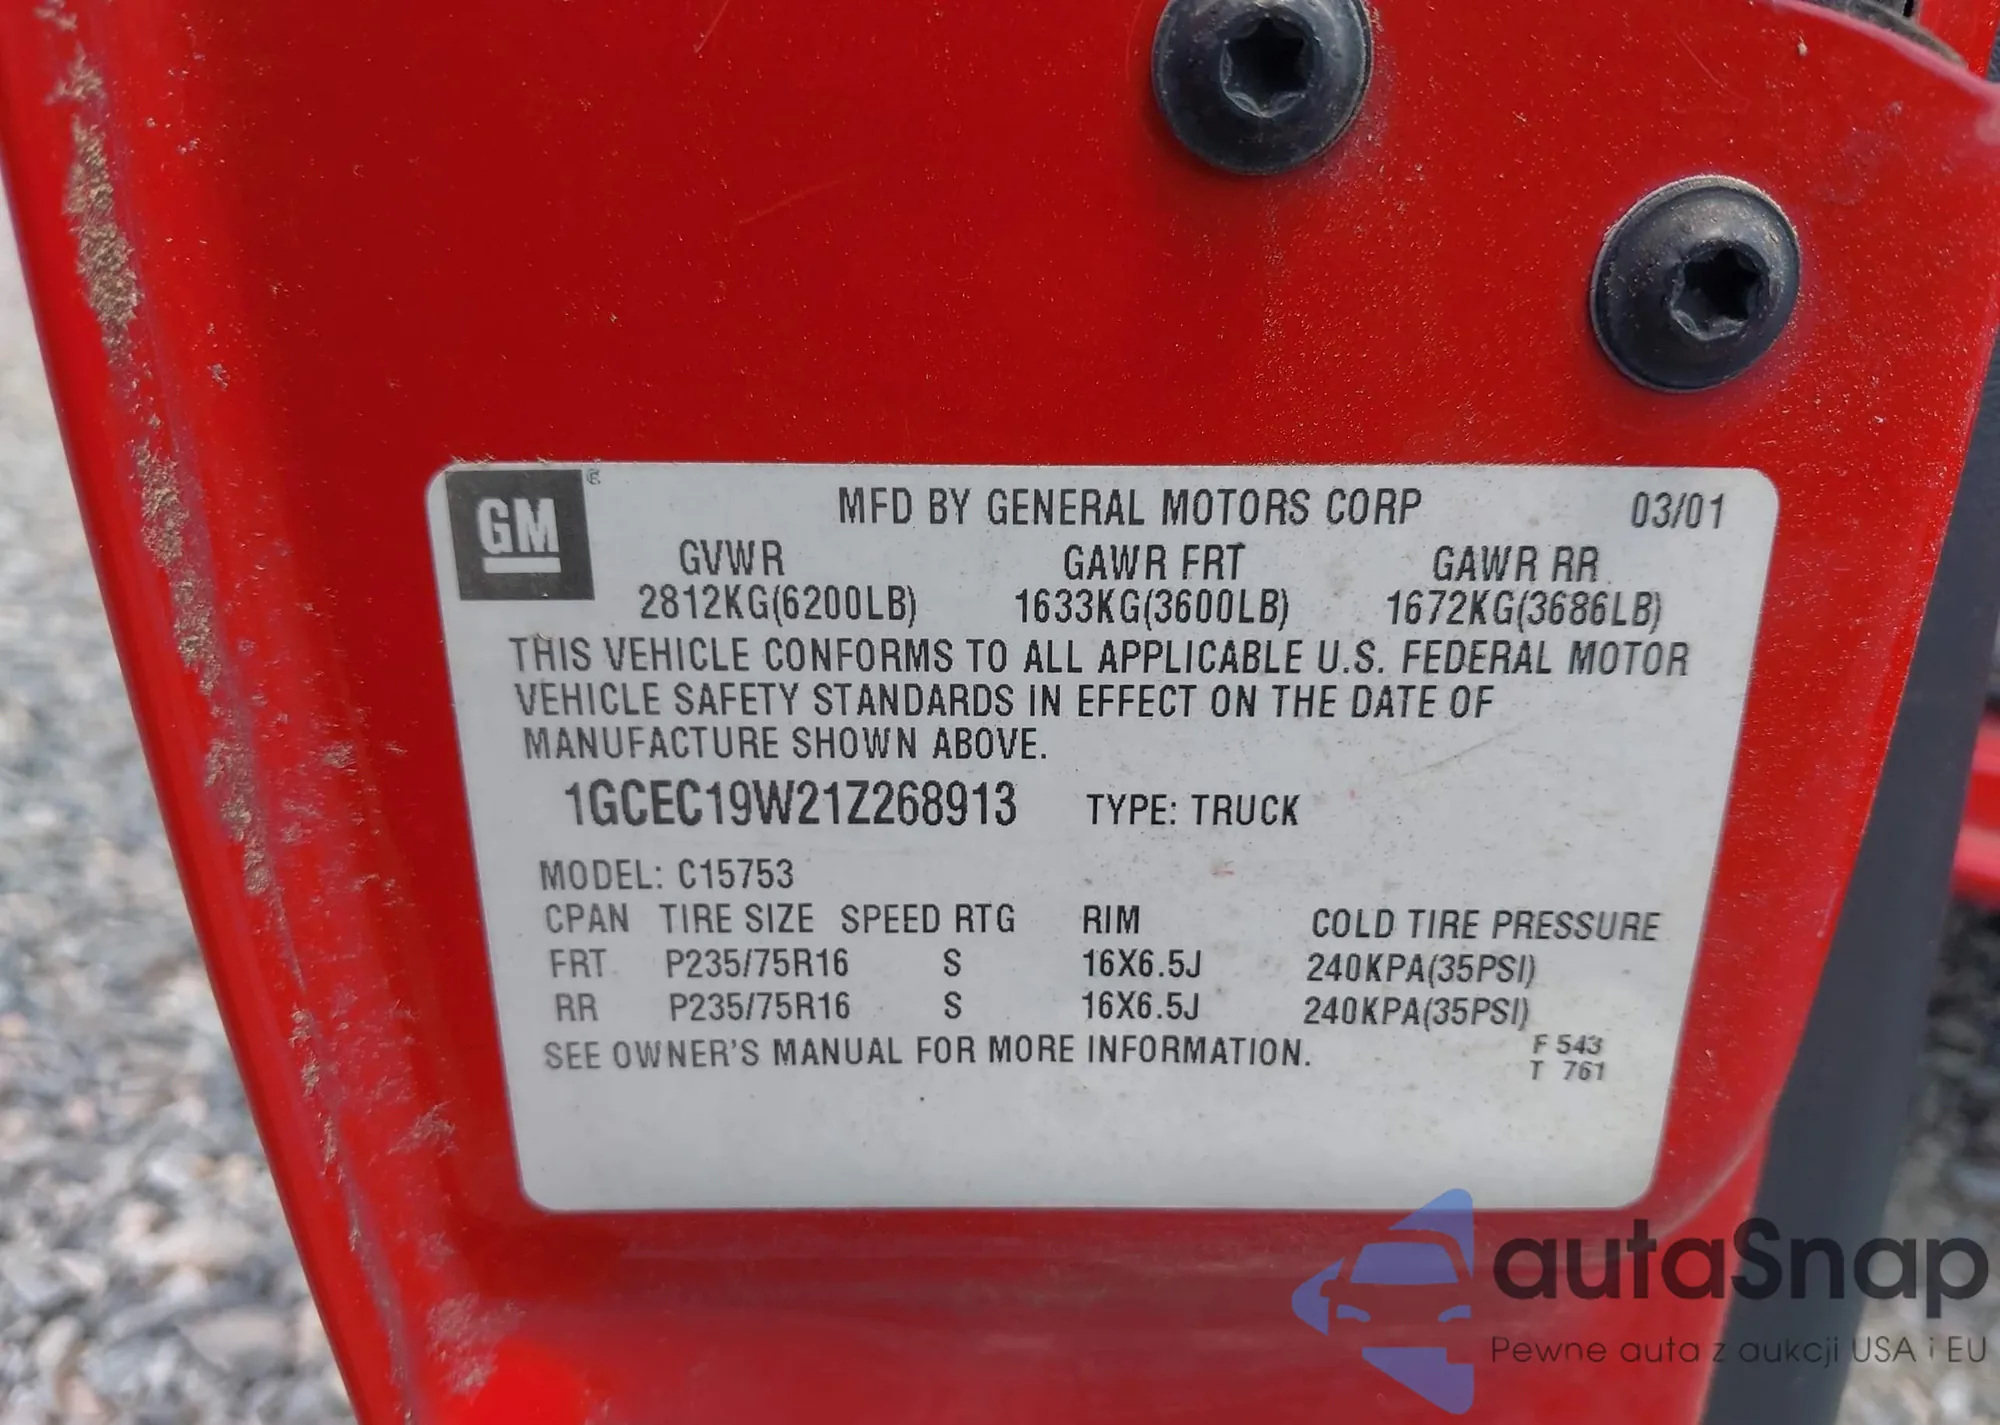 GM ®
MFD BY GENERAL MOTORS CORP 03/01
GVWR GAWR FRT GAWR RR
2812KG(6200LB) 1633KG(3600LB) 1672KG(3686LB)
THIS VEHICLE CONFORMS TO ALL APPLICABLE U.S. FEDERAL MOTOR
VEHICLE SAFETY STANDARDS IN EFFECT ON THE DATE OF
MANUFACTURE SHOWN ABOVE.
1GCEC19W21Z268913 TYPE: TRUCK
MODEL: C15753
CPAN TIRE SIZE SPEED RTG RIM COLD TIRE PRESSURE
FRT P235/75R16 S 16X6.5J 240KPA(35PSI)
RR P235/75R16 S 16X6.5J 240KPA(35PSI)
SEE OWNER'S MANUAL FOR MORE INFORMATION. F 543
T 761
autaSnap
Pewne auta z aukcji USA i EU